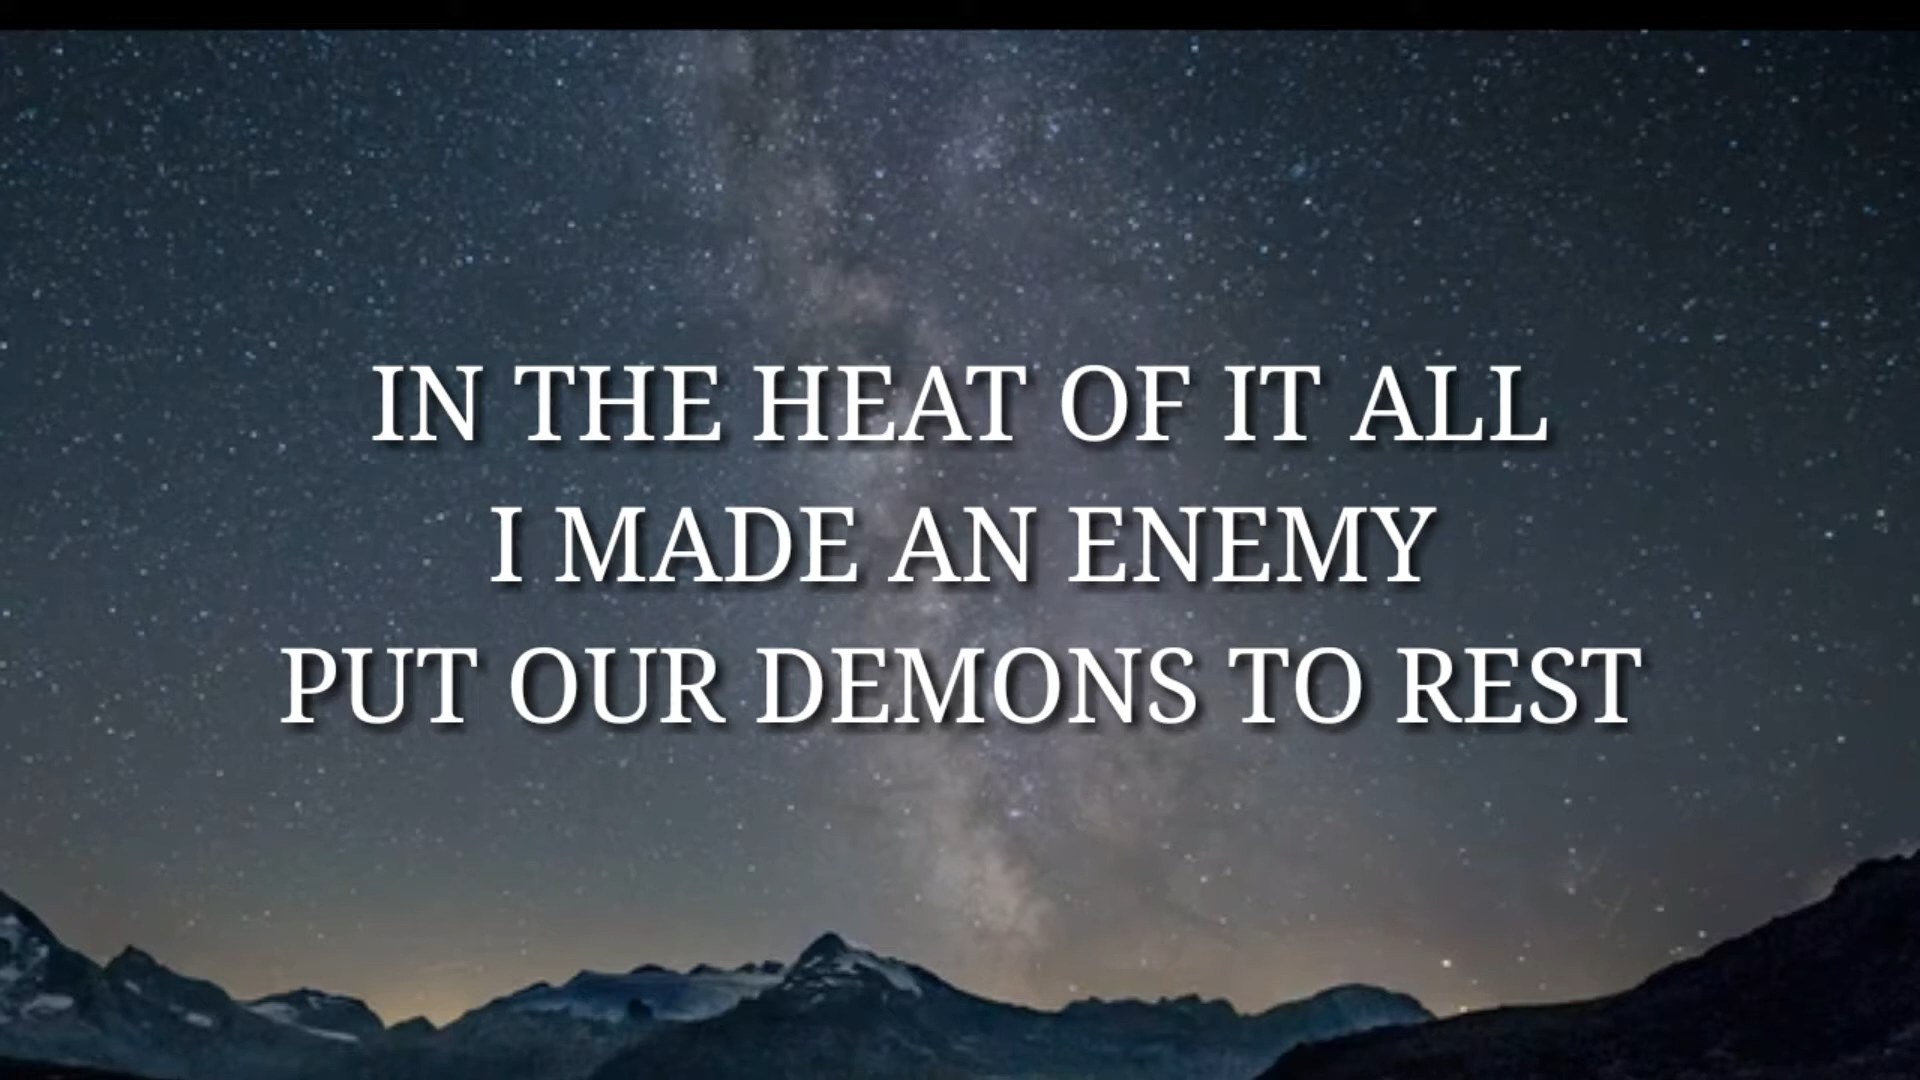 IN THE HEAT OF IT ALL
I MADE AN ENEMY
PUT OUR DEMONS TO REST